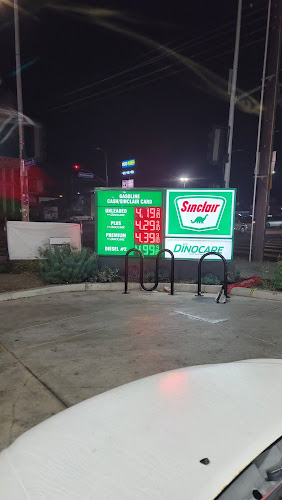 GASOLINE
CASH/SINCLAIR CARD
UNLEADED 4.19
PLUS 4.29
PREMIUM 4.39
DIESEL #2 4.99
Sinclair
DINOCARE